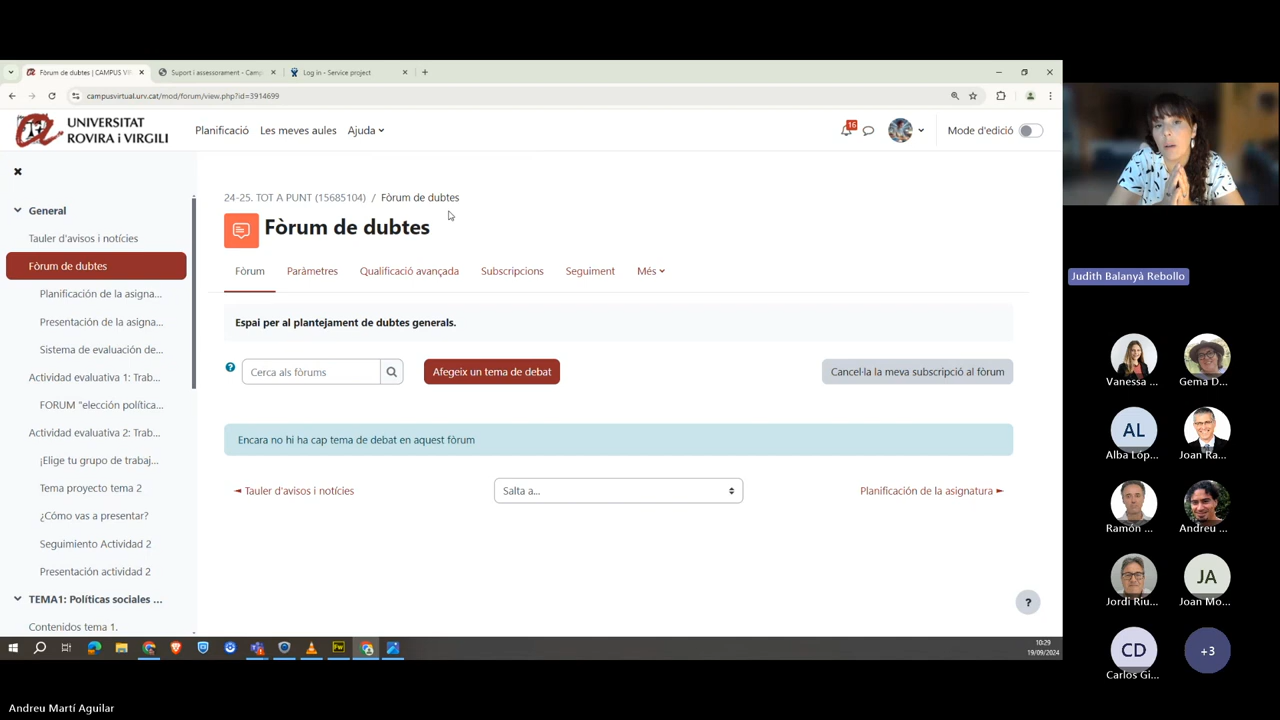 Fòrum de dubtes | CAMPUS VIR
Suport i assessorament - Camp
Log in - Service project
campusvirtual.urv.cat/mod/forum/view.php?id=3914699
UNIVERSITAT
ROVIRA i VIRGILI
Planificació
Les meves aules
Ajuda
16
Mode d'edició
General
Tauler d'avisos i notícies
Fòrum de dubtes
Planificación de la asigna...
Presentación de la asigna...
Sistema de evaluación de...
Actividad evaluativa 1: Trab...
FORUM "elección política...
Actividad evaluativa 2: Trab...
¡Elige tu grupo de trabaj...
Tema proyecto tema 2
¿Cómo vas a presentar?
Seguimiento Actividad 2
Presentación actividad 2
TEMA1: Políticas sociales ...
Contenidos tema 1.
24-25. TOT A PUNT (15685104) / Fòrum de dubtes
Fòrum de dubtes
Fòrum
Paràmetres
Qualificació avançada
Subscripcions
Seguiment
Més
Espai per al plantejament de dubtes generals.
Cerca als fòrums
Afegeix un tema de debat
Cancel·la la meva subscripció al fòrum
Encara no hi ha cap tema de debat en aquest fòrum
◄ Tauler d'avisos i notícies
Salta a...
Planificación de la asignatura ►
?
10:29
19/09/2024
Judith Balanyà Rebollo
Vanessa ...
Gema D...
AL
Alba Lóp...
Joan Ra...
Ramón ...
Andreu ...
Jordi Riu...
JA
Joan Mo...
CD
Carlos Gi...
+3
Andreu Martí Aguilar